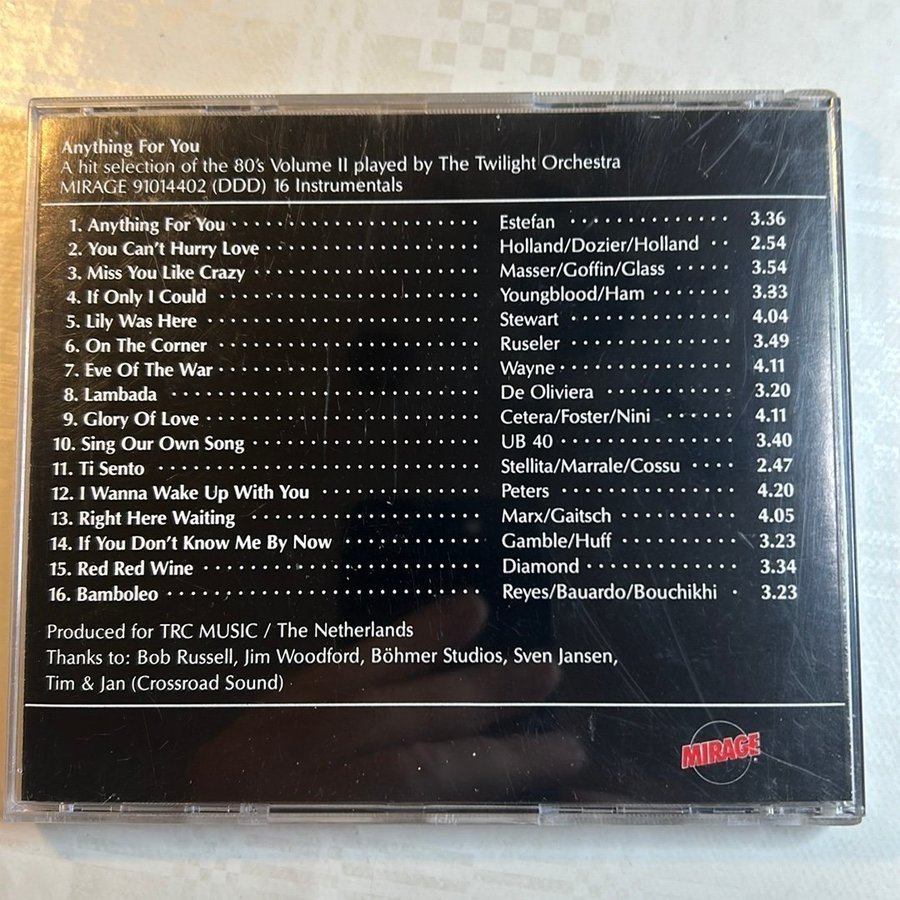 Anything For You
A hit selection of the 80's Volume II played by The Twilight Orchestra
MIRAGE 91014402 (DDD) 16 Instrumentals
1. Anything For You Estefan 3.36
2. You Can't Hurry Love Holland/Dozier/Holland 2.54
3. Miss You Like Crazy Masser/Goffin/Glass 3.54
4. If Only I Could Youngblood/Ham 3.33
5. Lily Was Here Stewart 4.04
6. On The Corner Ruseler 3.49
7. Eve Of The War Wayne 4.11
8. Lambada De Oliviera 3.20
9. Glory Of Love Cetera/Foster/Nini 4.11
10. Sing Our Own Song UB 40 3.40
11. Ti Sento Stellita/Marrale/Cossu 2.47
12. I Wanna Wake Up With You Peters 4.20
13. Right Here Waiting Marx/Gaitsch 4.05
14. If You Don't Know Me By Now Gamble/Huff 3.23
15. Red Red Wine Diamond 3.34
16. Bamboleo Reyes/Bauardo/Bouchikhi 3.23
Produced for TRC MUSIC / The Netherlands
Thanks to: Bob Russell, Jim Woodford, Böhmer Studios, Sven Jansen,
Tim & Jan (Crossroad Sound)
MIRAGE